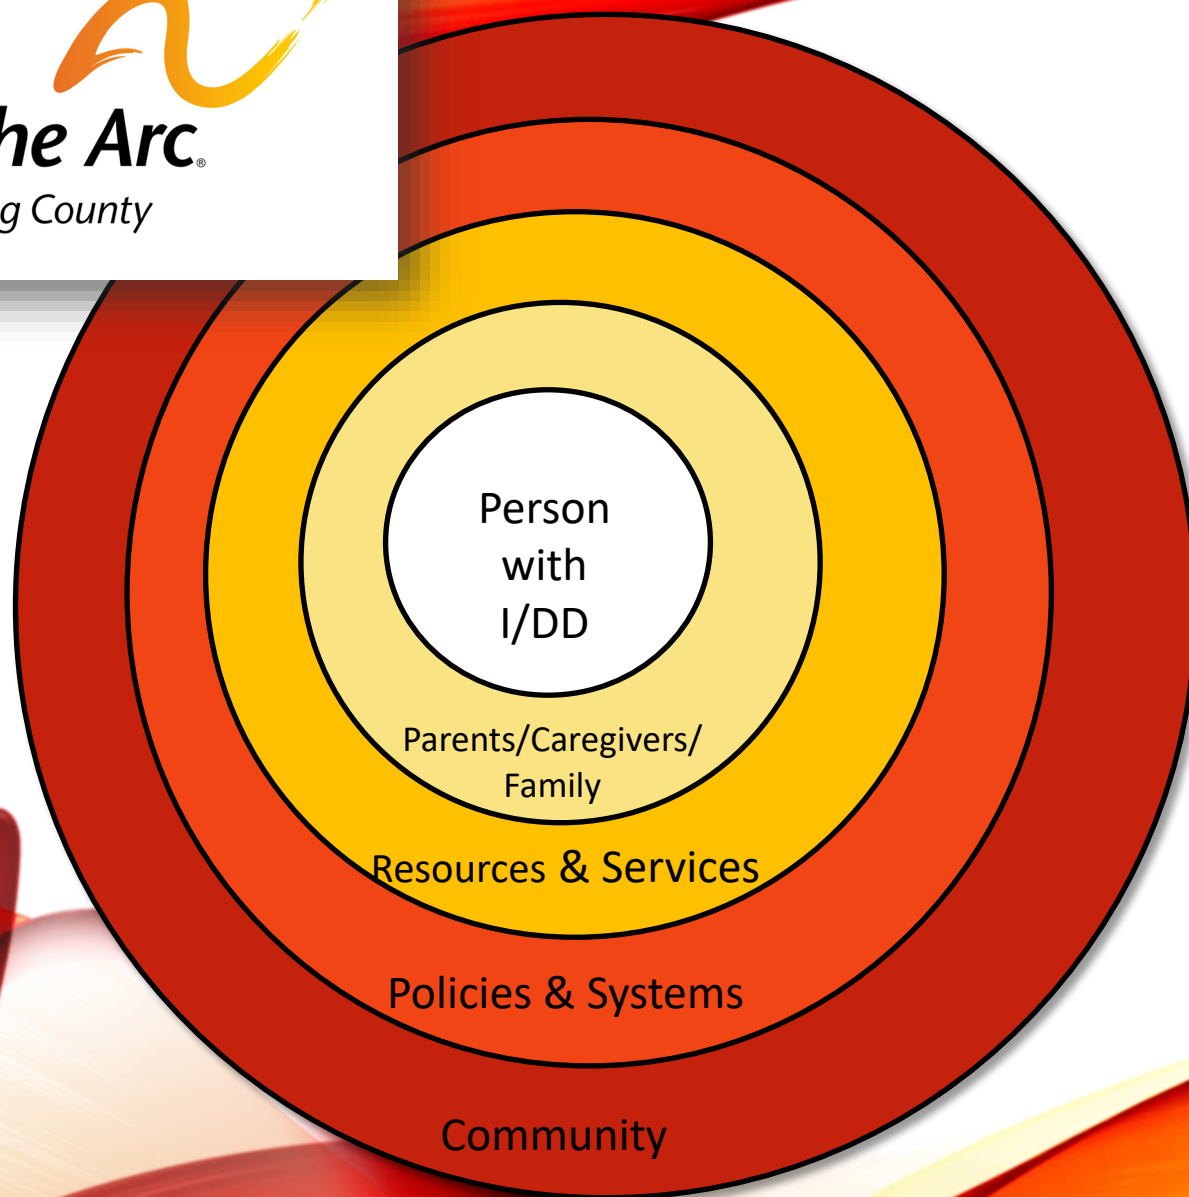 he Arc®
g County
Person
with
I/DD
Parents/Caregivers/
Family
Resources & Services
Policies & Systems
Community